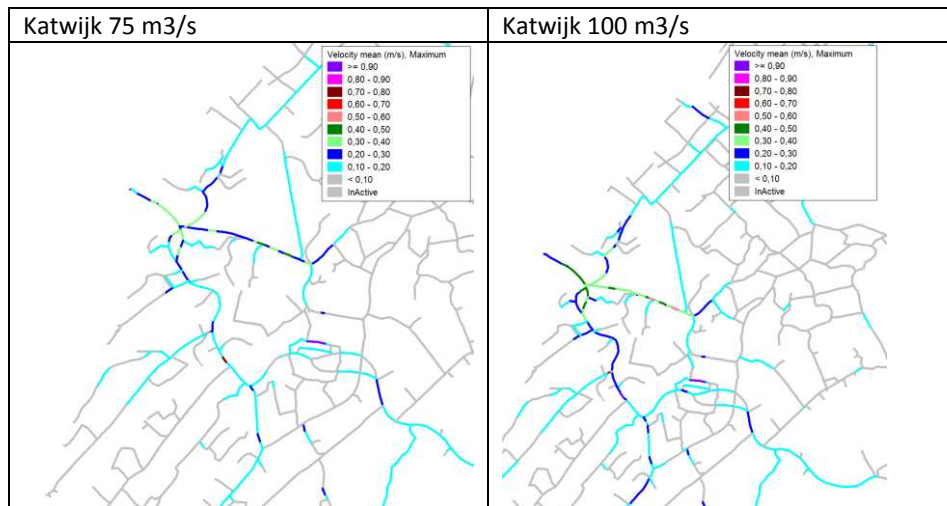 Katwijk 75 m3/s
Katwijk 100 m3/s
Velocity mean (m/s), Maximum
>= 0,90
0,80 - 0,90
0,70 - 0,80
0,60 - 0,70
0,50 - 0,60
0,40 - 0,50
0,30 - 0,40
0,20 - 0,30
0,10 - 0,20
< 0,10
InActive
Velocity mean (m/s), Maximum
>= 0,90
0,80 - 0,90
0,70 - 0,80
0,60 - 0,70
0,50 - 0,60
0,40 - 0,50
0,30 - 0,40
0,20 - 0,30
0,10 - 0,20
< 0,10
InActive